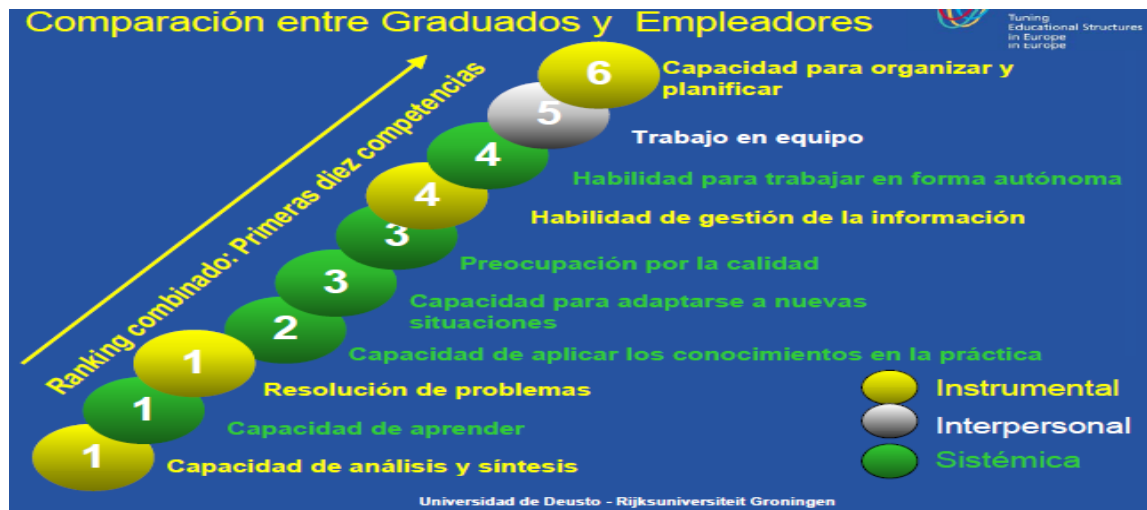 Comparación entre Graduados y Empleadores
Tuning
Educational Structures
in Europe
in Europe
Ranking combinado: Primeras diez competencias
6
Capacidad para organizar y
planificar
5
Trabajo en equipo
4
Habilidad para trabajar en forma autónoma
4
Habilidad de gestión de la información
3
Preocupación por la calidad
3
Capacidad para adaptarse a nuevas
situaciones
2
Capacidad de aplicar los conocimientos en la práctica
1
Resolución de problemas
1
Capacidad de aprender
1
Capacidad de análisis y síntesis
Instrumental
Interpersonal
Sistémica
Universidad de Deusto - Rijksuniversiteit Groningen